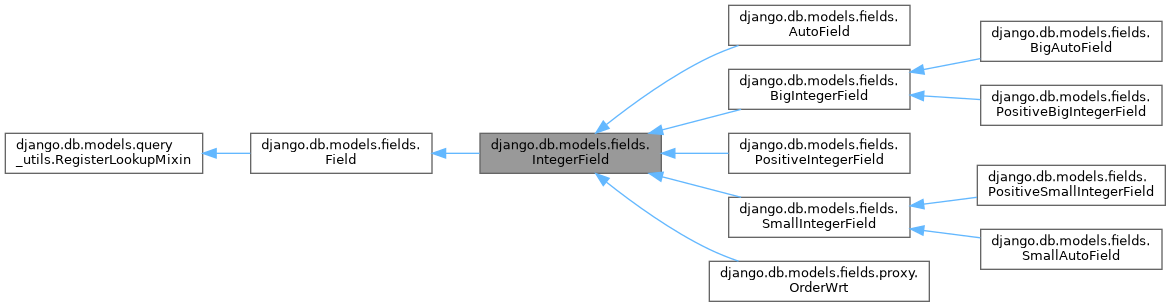 django.db.models.query
_utils.RegisterLookupMixin
django.db.models.fields.
Field
django.db.models.fields.
IntegerField
django.db.models.fields.
AutoField
django.db.models.fields.
BigIntegerField
django.db.models.fields.
PositiveIntegerField
django.db.models.fields.
SmallIntegerField
django.db.models.fields.proxy.
OrderWrt
django.db.models.fields.
BigAutoField
django.db.models.fields.
PositiveBigIntegerField
django.db.models.fields.
PositiveSmallIntegerField
django.db.models.fields.
SmallAutoField